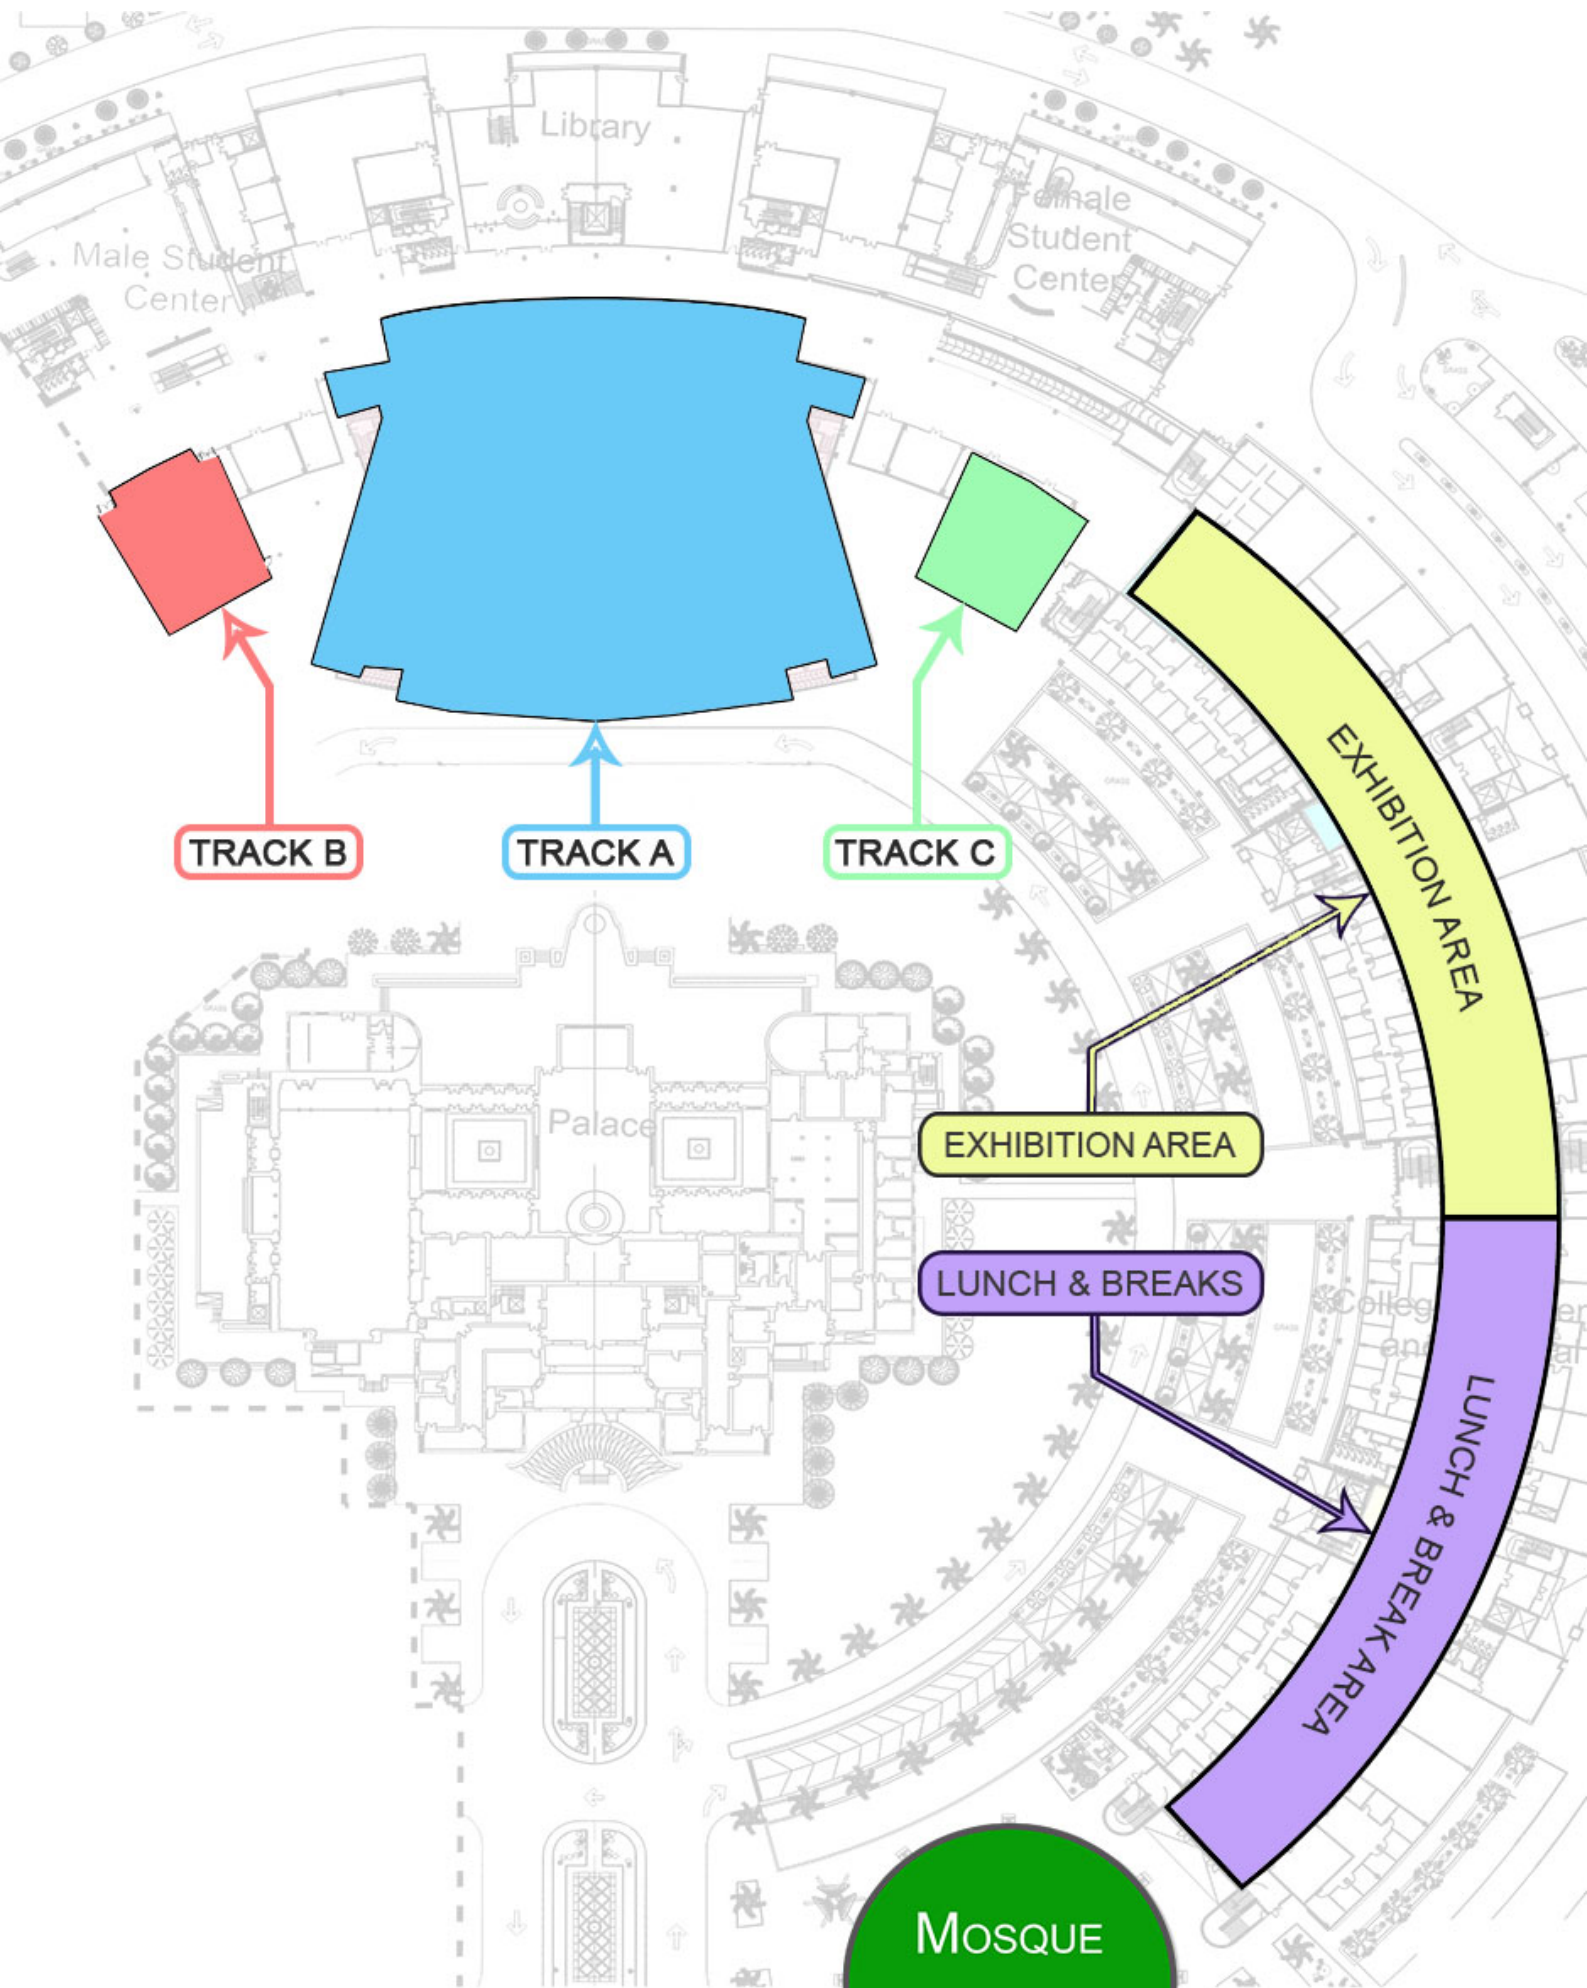 Library
Female
Student
Center
Male Student
Center
EXHIBITION AREA
TRACK B
TRACK A
TRACK C
Palace
EXHIBITION AREA
LUNCH & BREAKS
LUNCH & BREAK AREA
MOSQUE